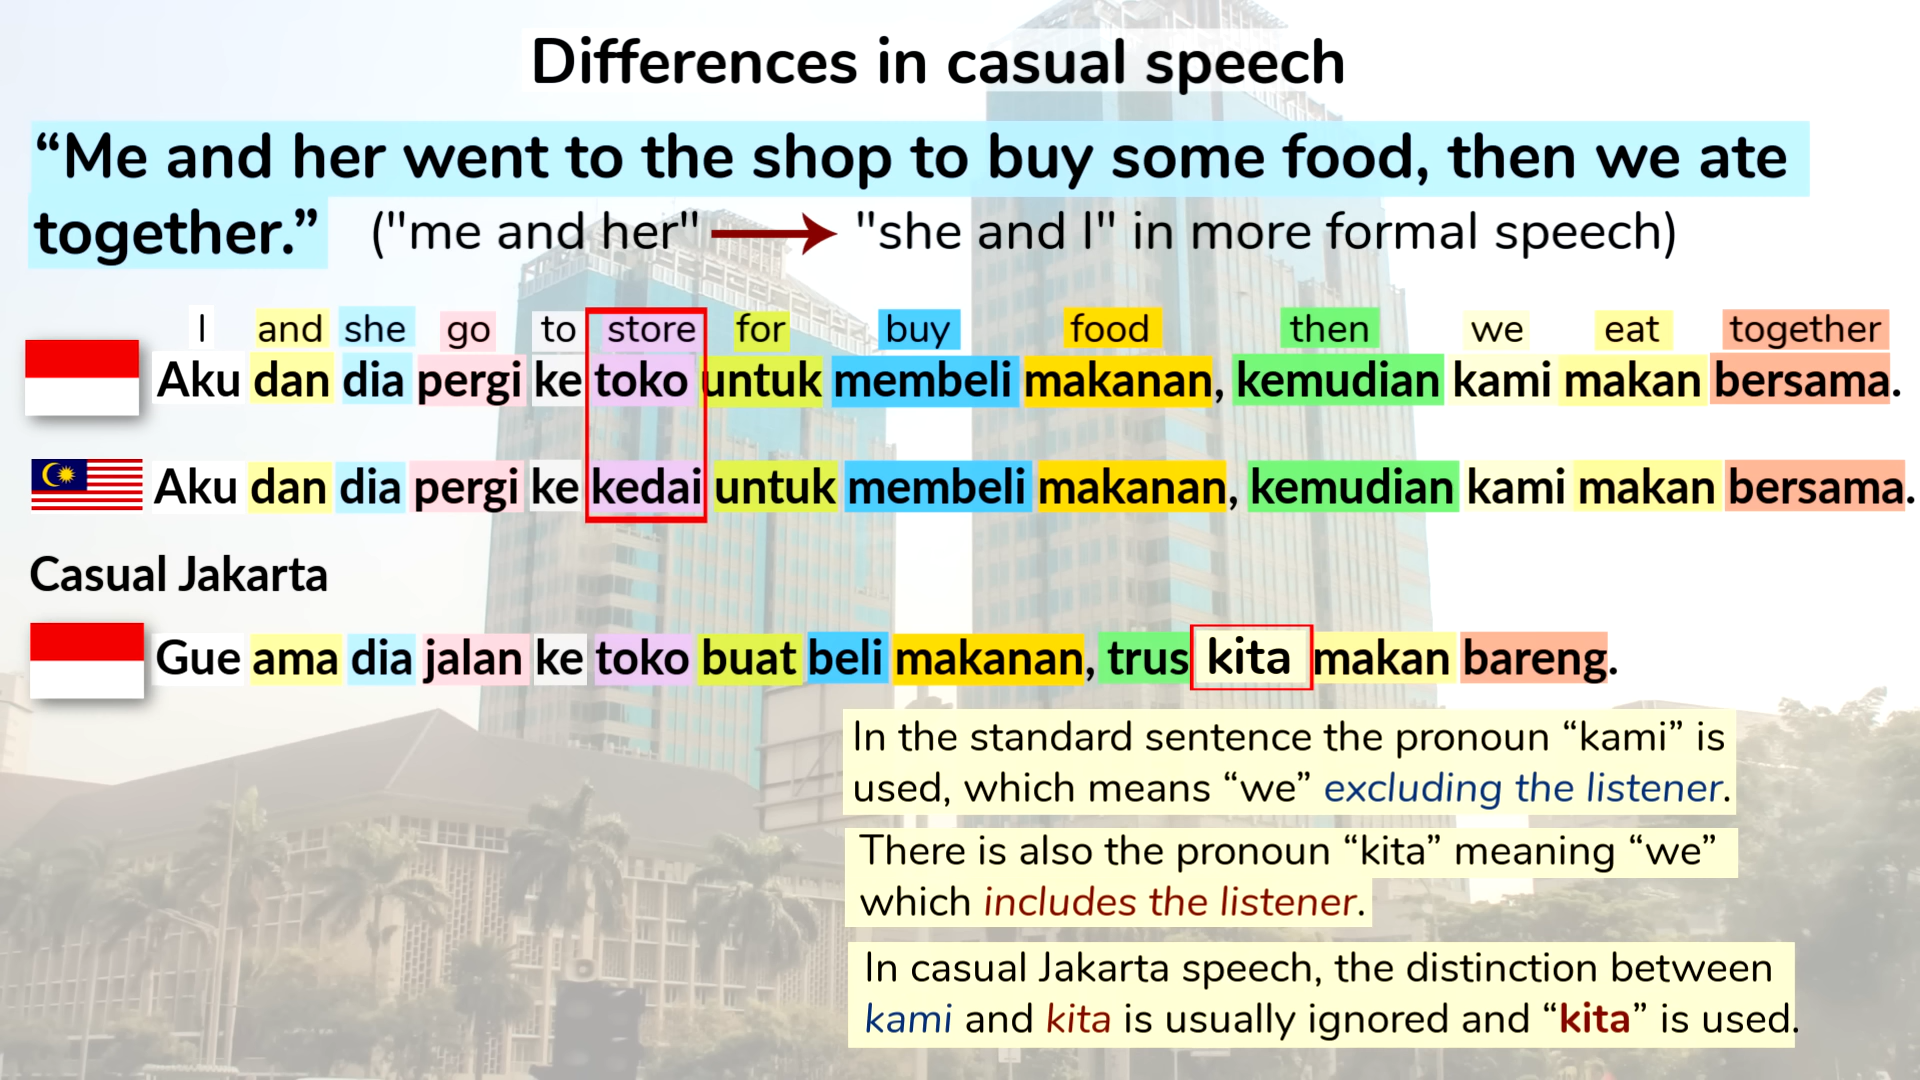 Differences in casual speech
“Me and her went to the shop to buy some food, then we ate
together.” ("me and her" → "she and I" in more formal speech)
I and she go to store for buy food then we eat together
Aku dan dia pergi ke toko untuk membeli makanan, kemudian kami makan bersama.
Aku dan dia pergi ke kedai untuk membeli makanan, kemudian kami makan bersama.
Casual Jakarta
Gue ama dia jalan ke toko buat beli makanan, trus kita makan bareng.
In the standard sentence the pronoun “kami” is
used, which means “we” excluding the listener.
There is also the pronoun “kita” meaning “we”
which includes the listener.
In casual Jakarta speech, the distinction between
kami and kita is usually ignored and “kita” is used.